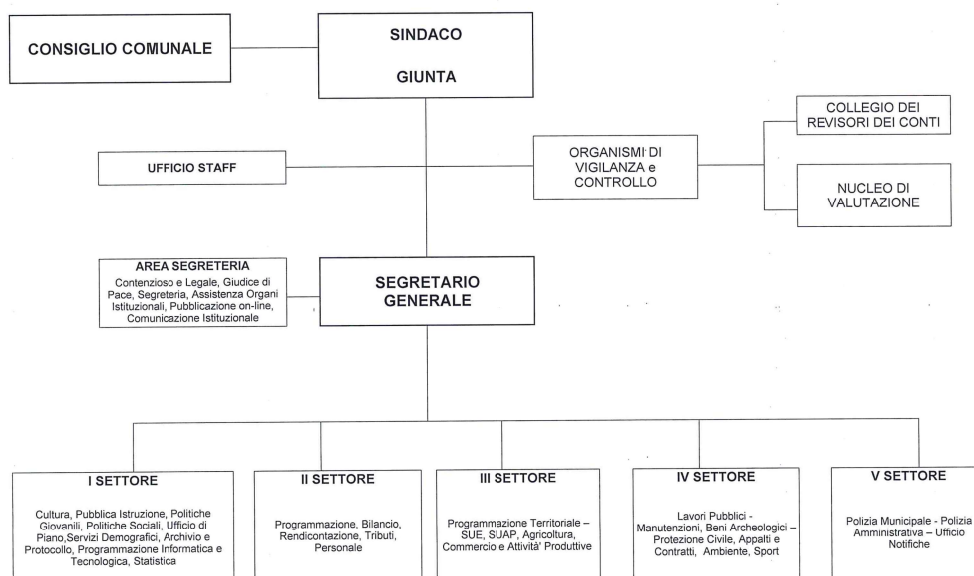 CONSIGLIO COMUNALE
SINDACO
GIUNTA
COLLEGIO DEI
REVISORI DEI CONTI
UFFICIO STAFF
ORGANISMI DI
VIGILANZA e
CONTROLLO
NUCLEO DI
VALUTAZIONE
AREA SEGRETERIA
Contenzioso e Legale, Giudice di
Pace, Segreteria, Assistenza Organi
Istituzionali, Pubblicazione on-line,
Comunicazione Istituzionale
SEGRETARIO
GENERALE
I SETTORE
Cultura, Pubblica Istruzione, Politiche
Giovanili, Politiche Sociali, Ufficio di
Piano,Servizi Demografici, Archivio e
Protocollo, Programmazione Informatica e
Tecnologica, Statistica
II SETTORE
Programmazione, Bilancio,
Rendicontazione, Tributi,
Personale
III SETTORE
Programmazione Territoriale –
SUE, SUAP, Agricoltura,
Commercio e Attività' Produttive
IV SETTORE
Lavori Pubblici -
Manutenzioni, Beni Archeologici –
Protezione Civile, Appalti e
Contratti, Ambiente, Sport
V SETTORE
Polizia Municipale - Polizia
Amministrativa – Ufficio
Notifiche